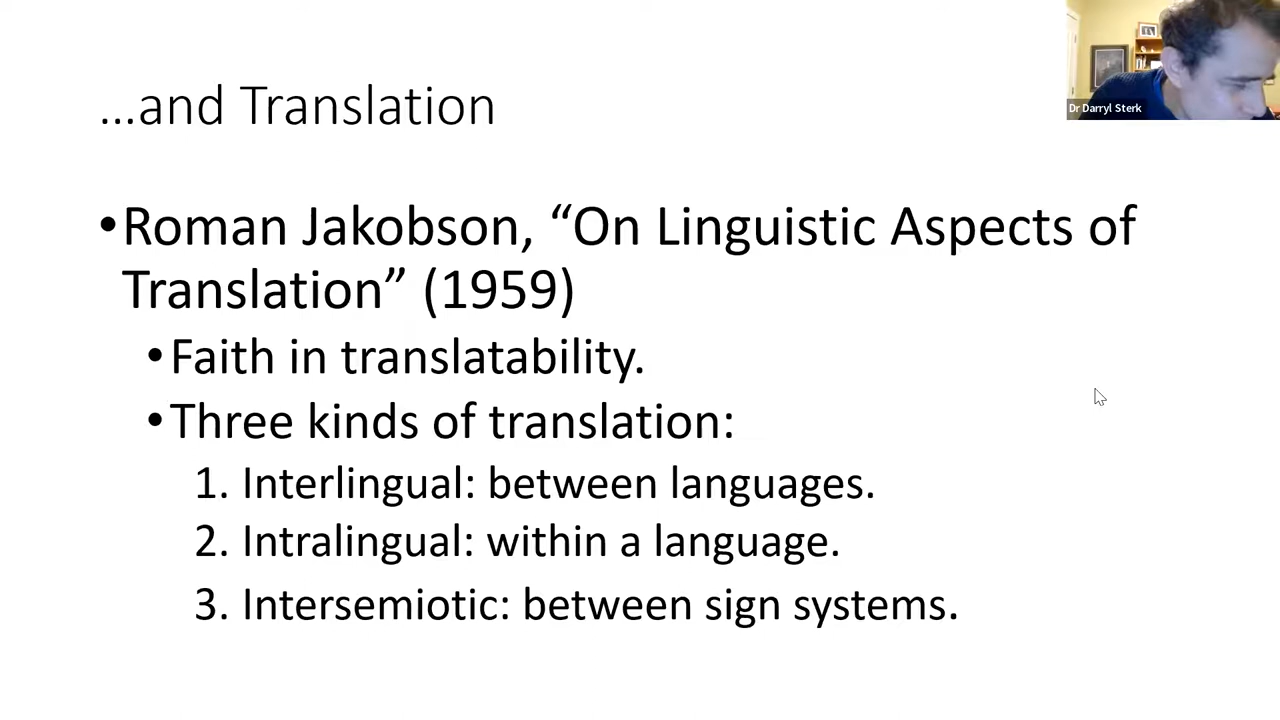 …and Translation
Dr Darryl Sterk
•Roman Jakobson, “On Linguistic Aspects of
Translation” (1959)
•Faith in translatability.
•Three kinds of translation:
1. Interlingual: between languages.
2. Intralingual: within a language.
3. Intersemiotic: between sign systems.